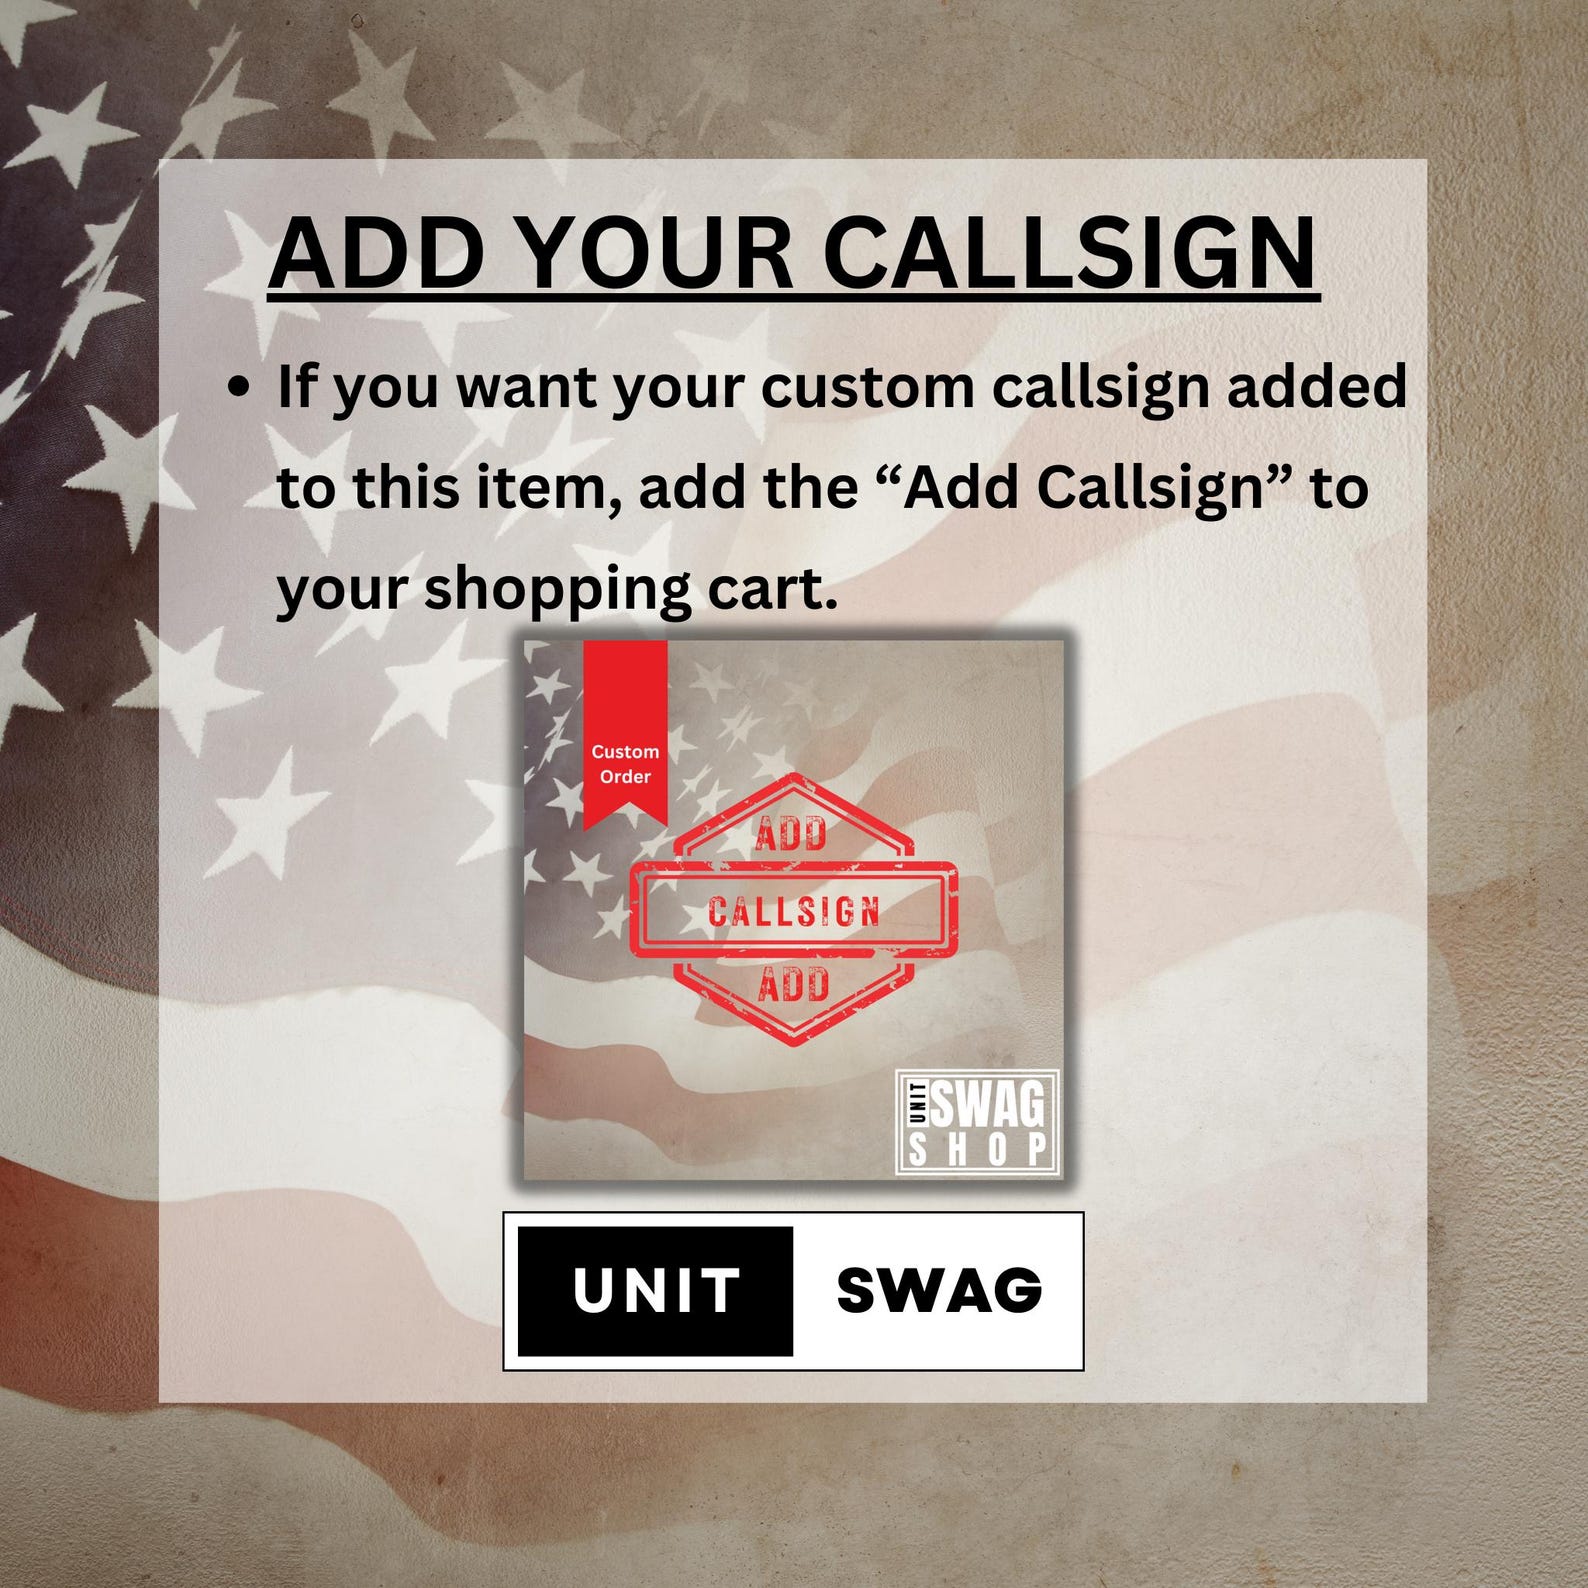 ADD YOUR CALLSIGN
• If you want your custom callsign added
to this item, add the “Add Callsign” to
your shopping cart.
Custom
Order
ADD
CALLSIGN
ADD
UNIT SWAG
SHOP
UNIT SWAG